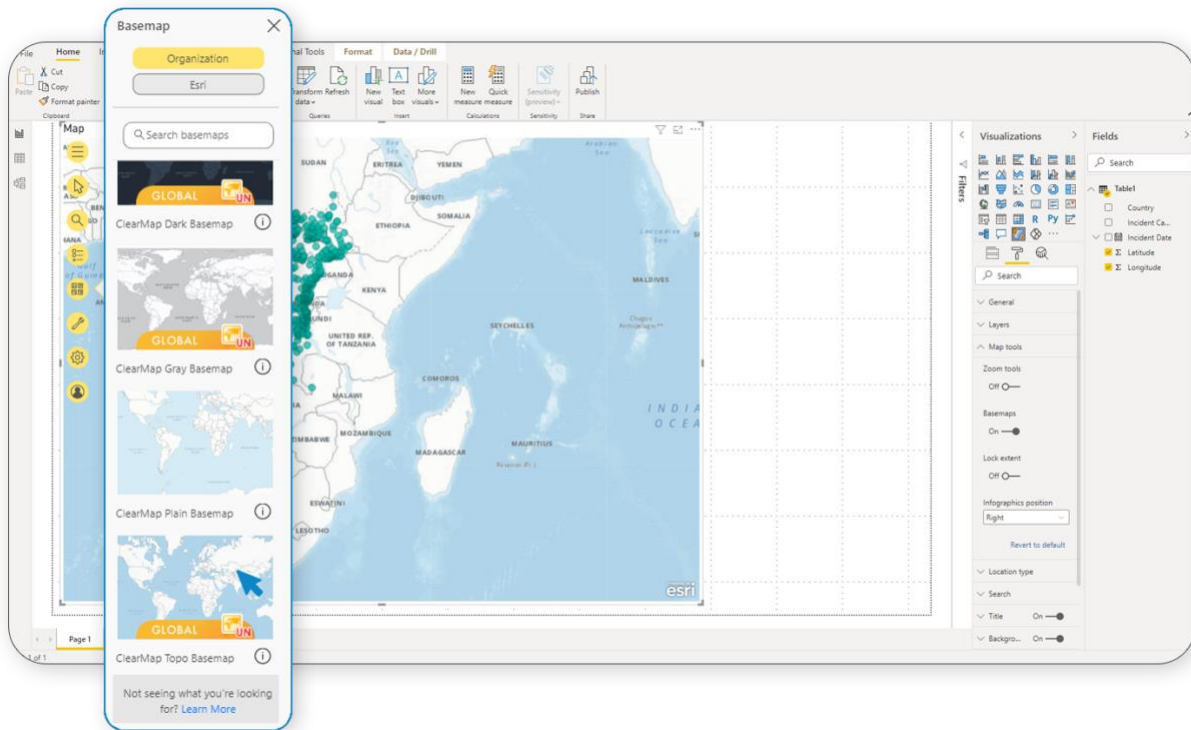 Basemap
Organization
Esri
Search basemaps
GLOBAL
UN
ClearMap Dark Basemap
GLOBAL
UN
ClearMap Gray Basemap
ClearMap Plain Basemap
GLOBAL
UN
ClearMap Topo Basemap
Not seeing what you're looking
for? Learn More
File
Home
Tools
Format
Data / Drill
Paste
Cut
Copy
Format painter
Clipboard
Transform
data
Refresh
Queries
New
visual
Text
box
More
visuals
Insert
New
measure
Quick
measure
Calculations
Sensitivity
(preview)
Sensitivity
Publish
Share
Map
SUDAN
ERITREA
YEMEN
Arabian
Sea
DJIBOUTI
SOMALIA
ETHIOPIA
Laccadive
Sea
UGANDA
KENYA
MALDIVES
Chagos
Archipelago**
SEYCHELLES
UNITED REP.
OF TANZANIA
COMOROS
MALAWI
MOZAMBIQUE
MADAGASCAR
MAURITIUS
INDIA
OCEA
ESWATINI
LESOTHO
esri
Page 1
1 of 1
Filters
Visualizations
R
Py
Search
General
Layers
Map tools
Zoom tools
Off
Basemaps
On
Lock extent
Off
Infographics position
Right
Revert to default
Location type
Search
Title
On
Backgro...
On
Fields
Search
Table1
Country
Incident Ca...
Incident Date
Σ Latitude
Σ Longitude